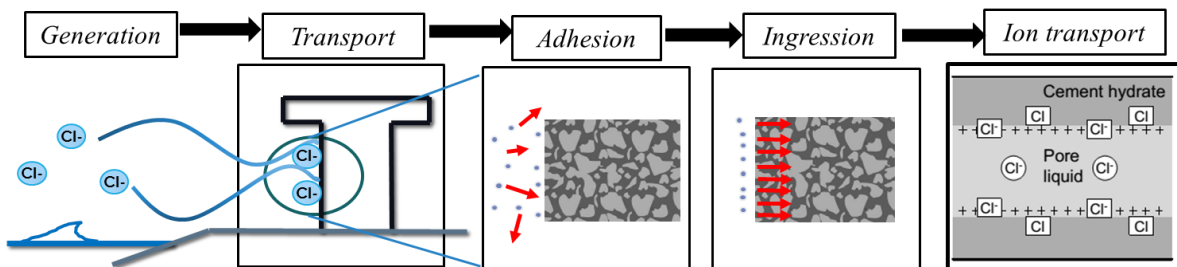 Generation
Transport
Adhesion
Ingression
Ion transport
Cl-
Cl-
Cl-
Cl-
Cl-
Cement hydrate
Cl
Cl
Cl- + + + + + + Cl- + + +
Cl- Pore Cl-
liquid
Cl- + + + + + + Cl- + + +
Cl
Cl